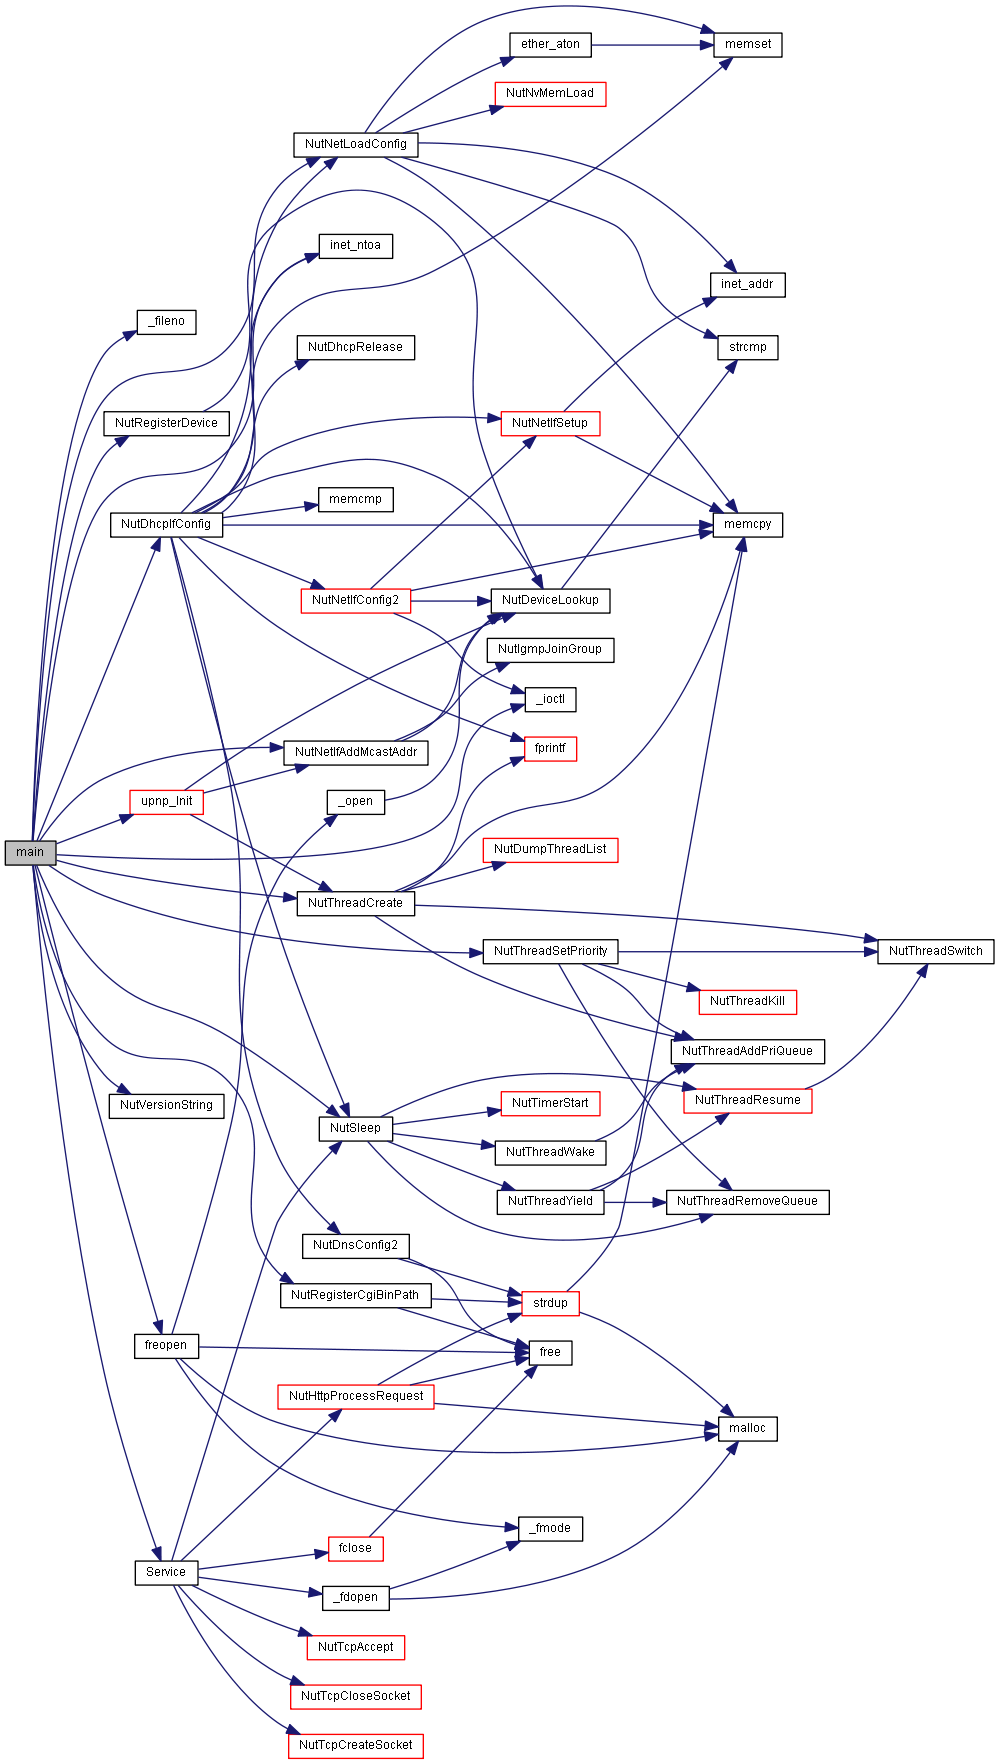 ether_aton
memset
NutNvMemLoad
NutNetLoadConfig
inet_ntoa
inet_addr
_fileno
NutDhcpRelease
strcmp
NutRegisterDevice
NutNetIfSetup
memcmp
NutDhcpIfConfig
memcpy
NutNetIfConfig2
NutDeviceLookup
NutIgmpJoinGroup
_ioctl
NutNetIfAddMcastAddr
fprintf
upnp_Init
_open
main
NutDumpThreadList
NutThreadCreate
NutThreadSetPriority
NutThreadSwitch
NutThreadKill
NutThreadAddPriQueue
NutVersionString
NutTimerStart
NutThreadResume
NutSleep
NutThreadWake
NutThreadYield
NutThreadRemoveQueue
NutDnsConfig2
NutRegisterCgiBinPath
strdup
freopen
free
NutHttpProcessRequest
malloc
_fmode
fclose
Service
_fdopen
NutTcpAccept
NutTcpCloseSocket
NutTcpCreateSocket